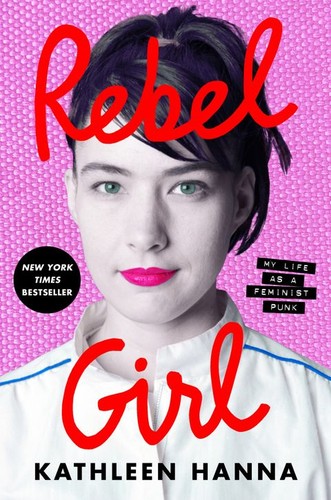 Rebel
NEW YORK
TIMES
BESTSELLER
MY LIFE
AS A
FEMINIST
PUNK
Girl
KATHLEEN HANNA